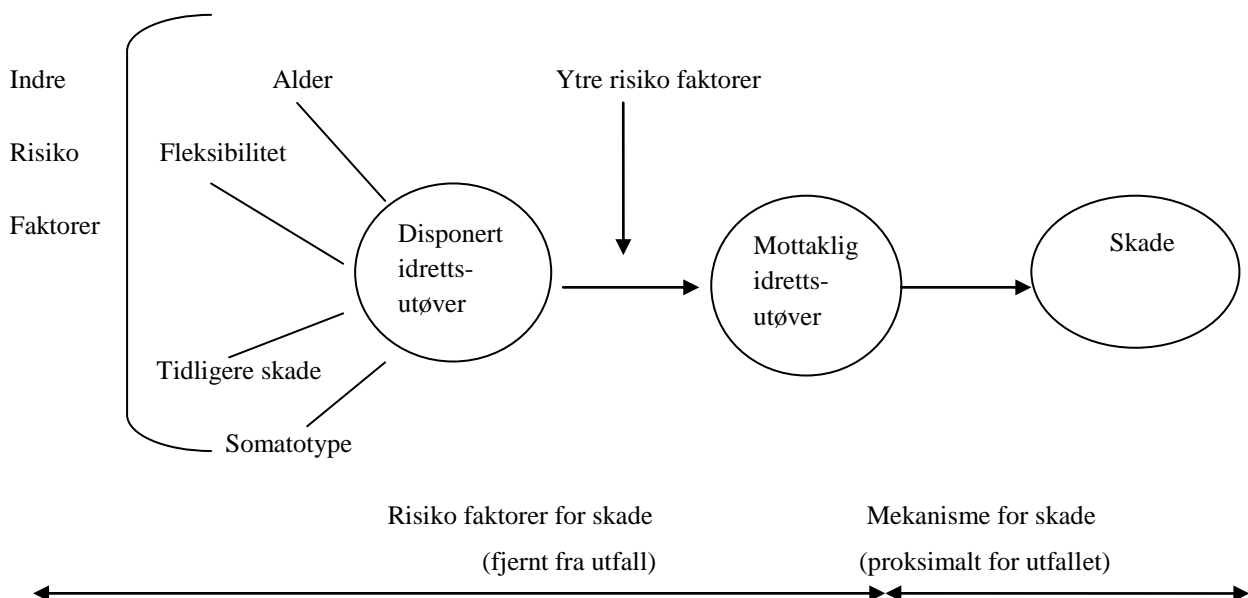 Indre
Risiko
Faktorer
Alder
Fleksibilitet
Tidligere skade
Somatotype
Disponert
idretts-
utøver
Ytre risiko faktorer
Mottaklig
idretts-
utøver
Skade
Risiko faktorer for skade
(fjernt fra utfall)
Mekanisme for skade
(proksimalt for utfallet)